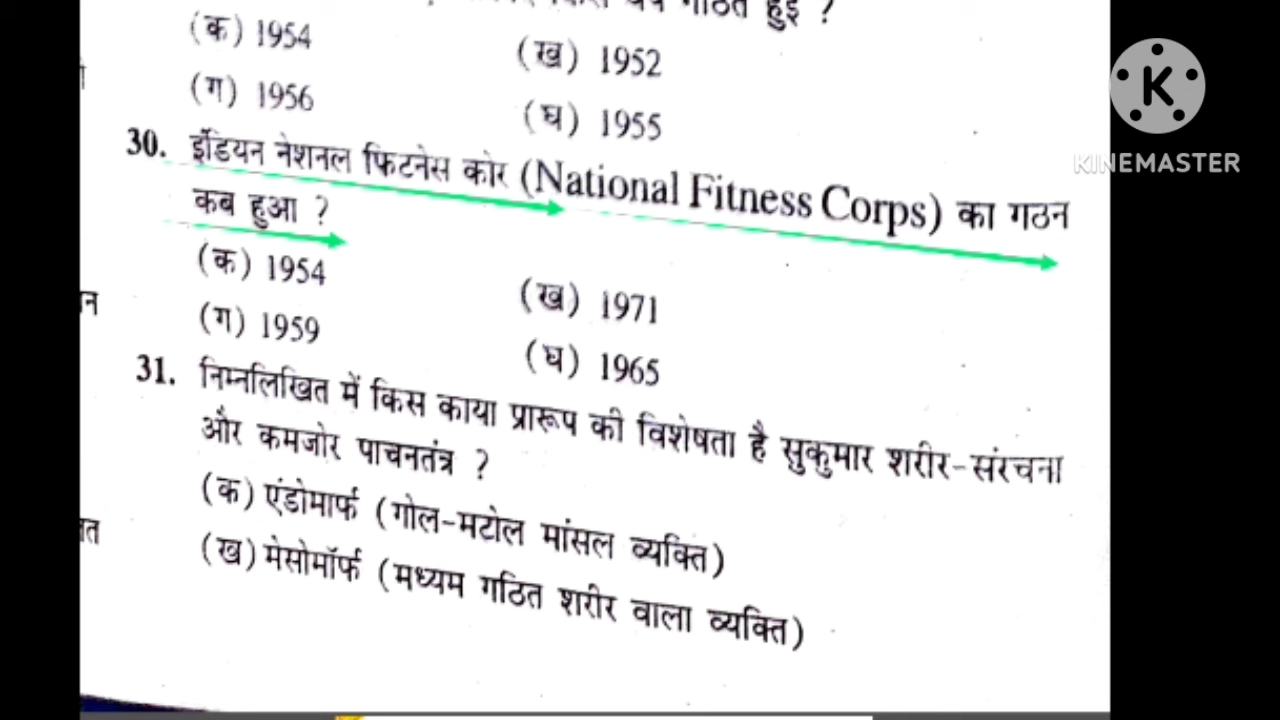 गठित हुई ?
(क) 1954
(ख) 1952
(ग) 1956
(घ) 1955
30. इंडियन नेशनल फिटनेस कोर (National Fitness Corps) का गठन
कब हुआ ?
(क) 1954
(ख) 1971
(ग) 1959
(घ) 1965
31. निम्नलिखित में किस काया प्रारूप की विशेषता है सुकुमार शरीर-संरचना
और कमजोर पाचनतंत्र ?
(क) एंडोमार्फ (गोल-मटोल मांसल व्यक्ति)
(ख) मेसोमॉर्फ (मध्यम गठित शरीर वाला व्यक्ति)
न
K
KINEMASTER